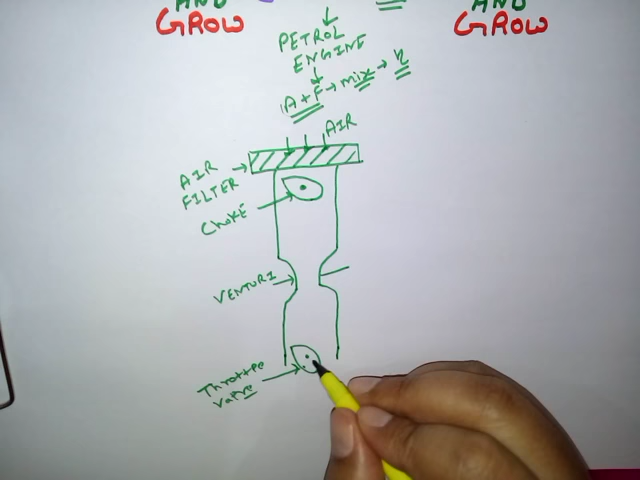 AND
GROW
AND
GROW
PETROL
ENGINE
A + F → mix → η
AIR
AIR
FILTER
CHOKE
VENTURI
Throttle
Valve